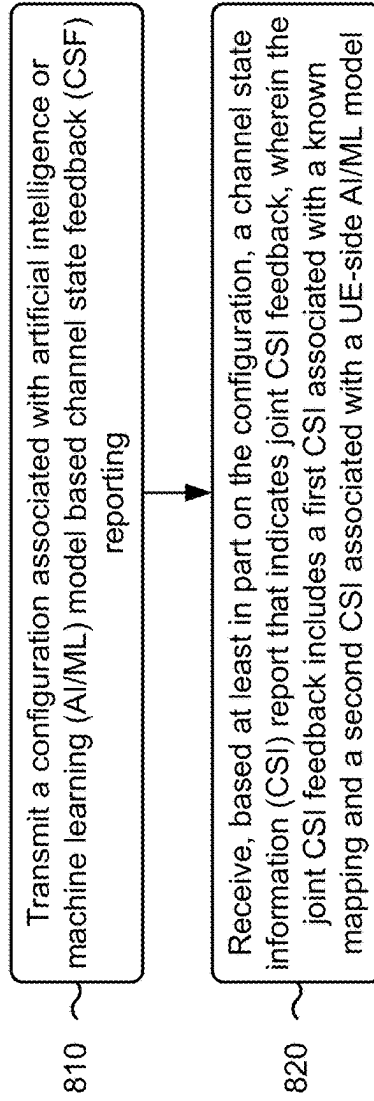 810
Transmit a configuration associated with artificial intelligence or
machine learning (AI/ML) model based channel state feedback (CSF)
reporting
820
Receive, based at least in part on the configuration, a channel state
information (CSI) report that indicates joint CSI feedback, wherein the
joint CSI feedback includes a first CSI associated with a known
mapping and a second CSI associated with a UE-side AI/ML model